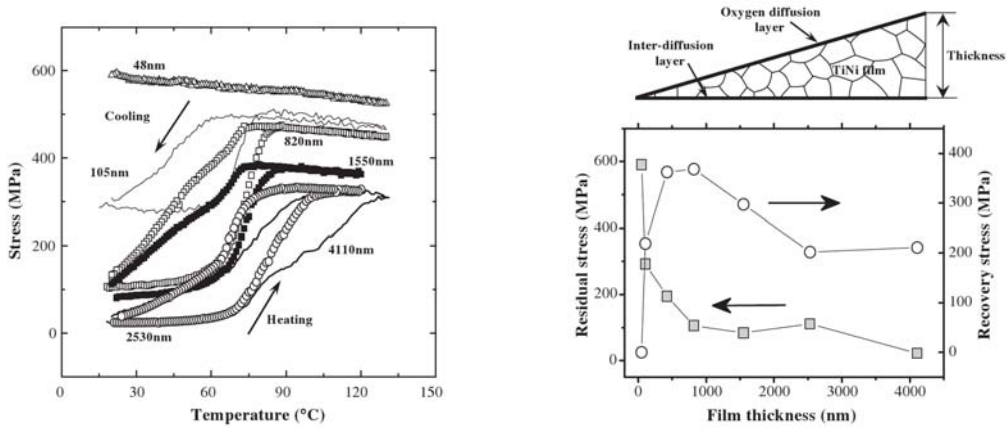 600
400
200
0
Stress (MPa)
0
30
60
90
120
150
Temperature (°C)
48nm
Cooling
105nm
820nm
1550nm
4110nm
Heating
2530nm
Oxygen diffusion
layer
Inter-diffusion
layer
TiNi film
Thickness
600
400
200
0
Residual stress (MPa)
400
300
200
100
0
Recovery stress (MPa)
0
1000
2000
3000
4000
Film thickness (nm)